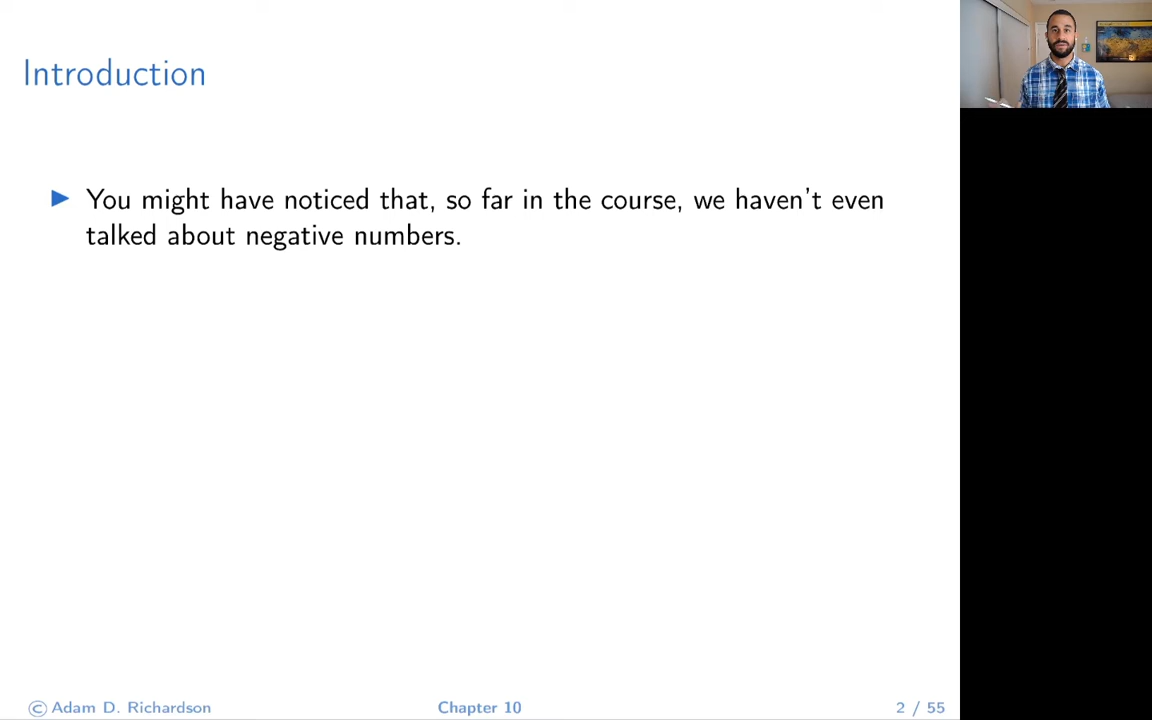 Introduction
▶ You might have noticed that, so far in the course, we haven't even
talked about negative numbers.
© Adam D. Richardson
Chapter 10
2 / 55